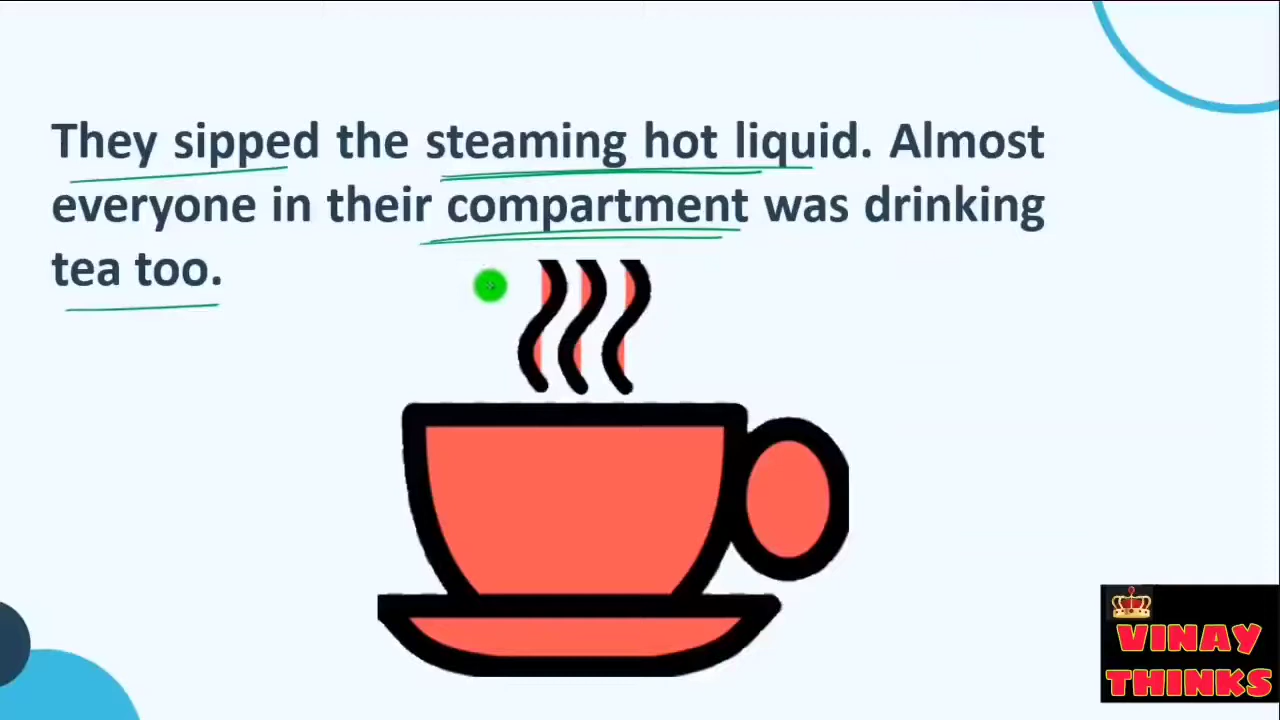 They sipped the steaming hot liquid. Almost
everyone in their compartment was drinking
tea too.
VINAY
THINKS